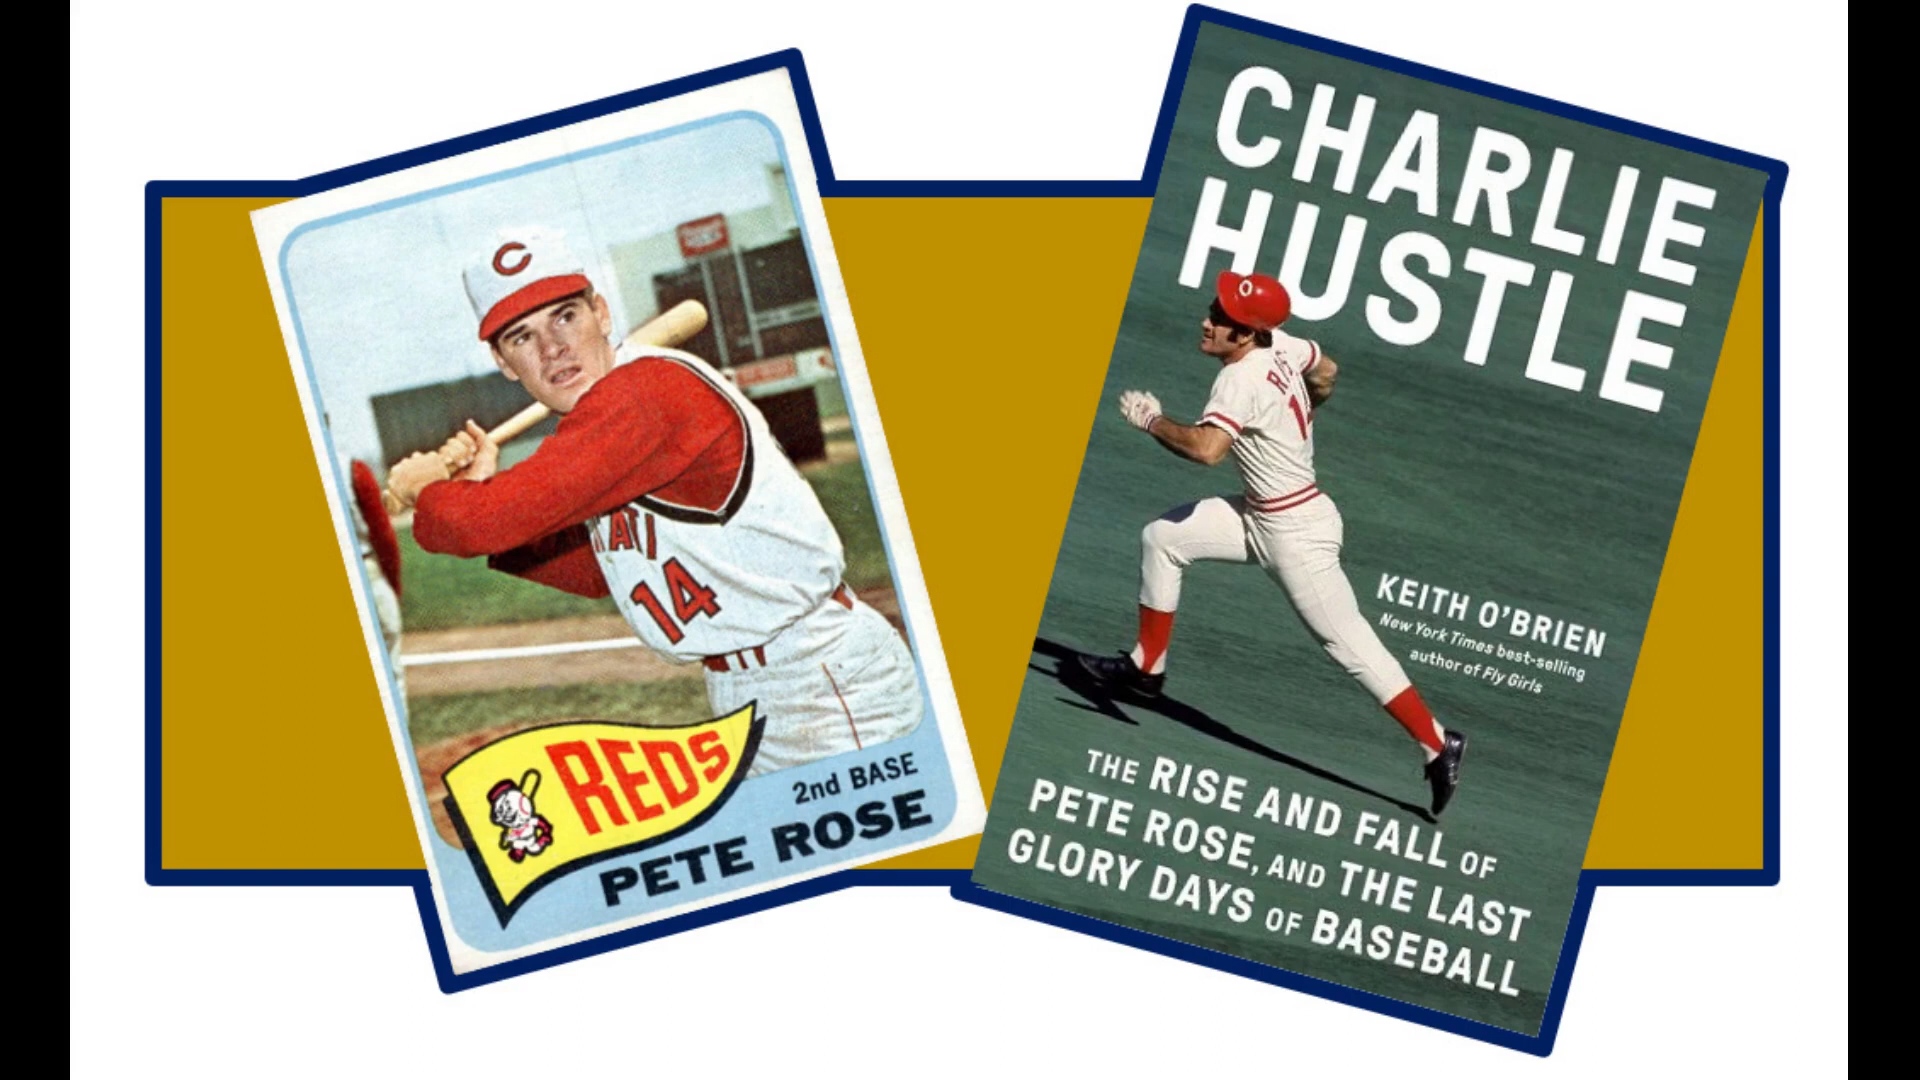 C
14
REDS
2nd BASE
PETE ROSE
CHARLIE
HUSTLE
KEITH O'BRIEN
New York Times best-selling
author of Fly Girls
THE RISE AND FALL OF
PETE ROSE, AND THE LAST
GLORY DAYS OF BASEBALL